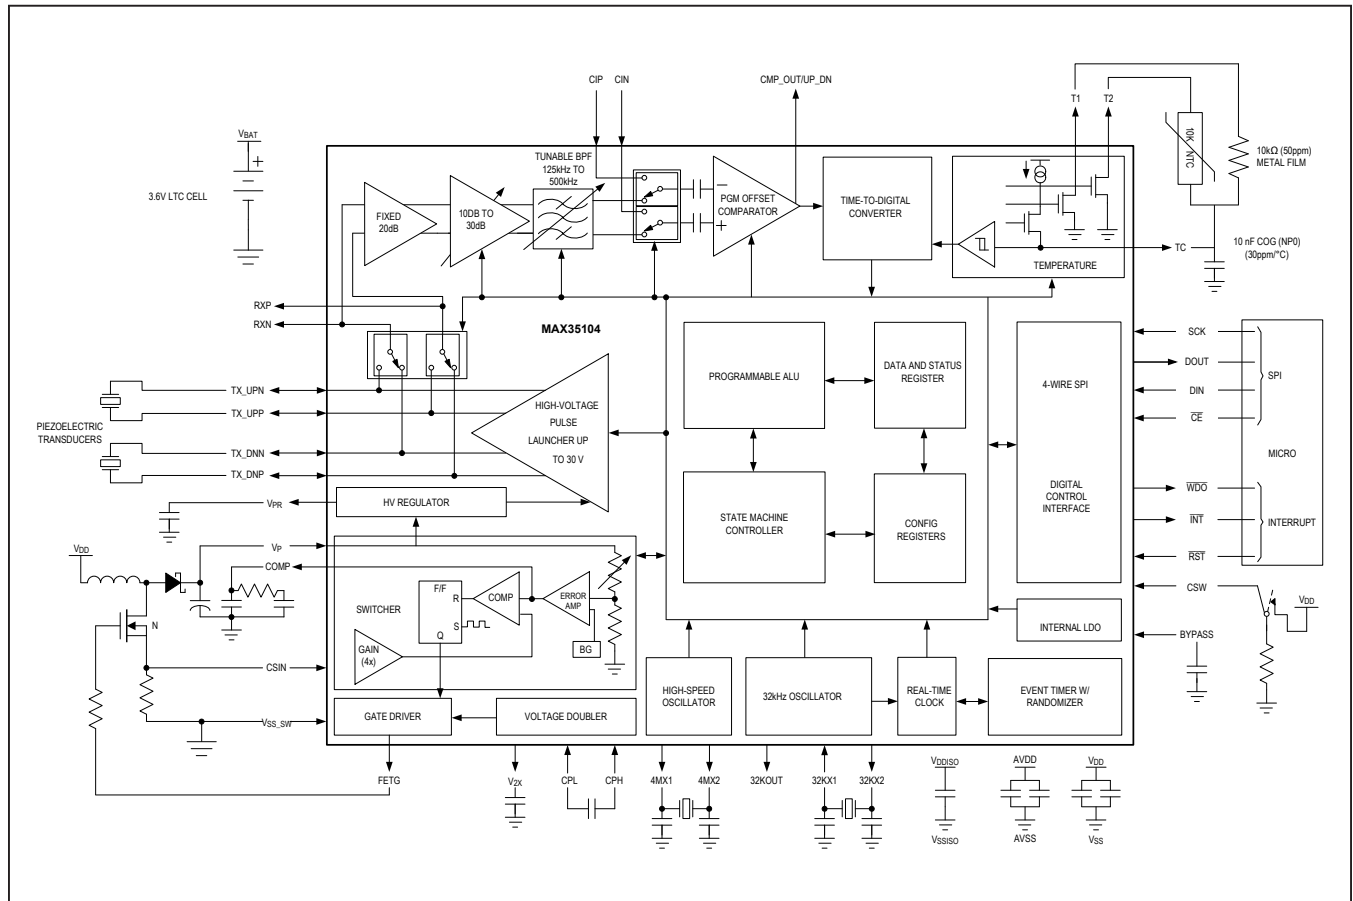 CIP
CIN
CMP_OUT/UP_DN
T1
T2
VBAT
+
3.6V LTC CELL
TUNABLE BPF
125kHz TO
500kHz
FIXED
20dB
10DB TO
30dB
−
+
PGM OFFSET
COMPARATOR
TIME-TO-DIGITAL
CONVERTER
TEMPERATURE
10K NTC
10kΩ (50ppm)
METAL FILM
TC
10 nF COG (NP0)
(30ppm/°C)
RXP
RXN
MAX35104
TX_UPN
TX_UPP
TX_DNN
TX_DNP
PIEZOELECTRIC
TRANSDUCERS
HIGH-VOLTAGE
PULSE
LAUNCHER UP
TO 30 V
PROGRAMMABLE ALU
DATA AND STATUS
REGISTER
STATE MACHINE
CONTROLLER
CONFIG
REGISTERS
4-WIRE SPI
DIGITAL
CONTROL
INTERFACE
SCK
DOUT
DIN
CE
SPI
MICRO
WDO
INT
RST
INTERRUPT
CSW
VDD
BYPASS
INTERNAL LDO
VPR
HV REGULATOR
VDD
VP
COMP
N
CSIN
VSS_SW
SWITCHER
F/F
R
S
Q
COMP
ERROR
AMP
BG
GAIN
(4x)
GATE DRIVER
VOLTAGE DOUBLER
HIGH-SPEED
OSCILLATOR
32kHz OSCILLATOR
REAL-TIME
CLOCK
EVENT TIMER W/
RANDOMIZER
FETG
V2X
CPL
CPH
4MX1
4MX2
32KOUT
32KX1
32KX2
VDDISO
VSSISO
AVDD
AVSS
VDD
VSS